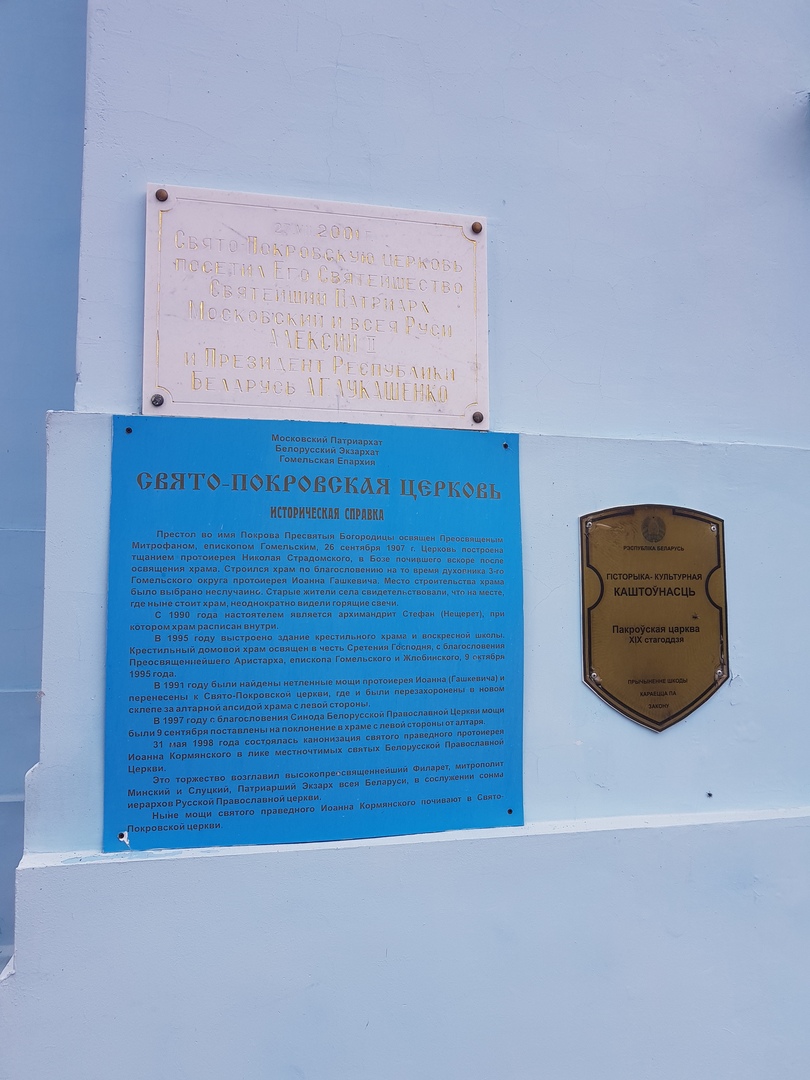 2001
СВЯТО-ПОКРОВСКУЮ ЦЕРКОВЬ
ПОСЕТИЛ ЕГО СВЯТЕЙШЕСТВО
СВЯТЕЙШИЙ ПАТРИАРХ
МОСКОВСКИЙ И ВСЕЯ РУСИ
АЛЕКСИЙ II
И ПРЕЗИДЕНТ РЕСПУБЛИКИ
БЕЛАРУСЬ А.Г.ЛУКАШЕНКО
Московский Патриархат
Белорусский Экзархат
Гомельская Епархия
СВЯТО-ПОКРОВСКАЯ ЦЕРКОВЬ
ИСТОРИЧЕСКАЯ СПРАВКА
Престол во имя Покрова Пресвятыя Богородицы освящен Преосвященым
Митрофаном, епископом Гомельским, 26 сентября 1907 г. Церковь построена
тщанием протоиерея Николая Страдомского, в Бозе почившего вскоре после
освящения храма. Строился храм по благословению на то время духовника 3-го
Гомельского округа протоиерея Иоанна Гашкевича. Место строительства храма
было выбрано неслучайно. Старые жители села свидетельствовали, что на месте,
где ныне стоит храм, неоднократно видели горящие свечи.
С 1990 года настоятелем является архимандрит Стефан (Нещерет), при
котором храм расписан внутри.
В 1995 году выстроено здание крестильного храма и воскресной школы.
Крестильный домовой храм освящен в честь Сретения Господня, с благословения
Преосвященнейшего Аристарха, епископа Гомельского и Жлобинского, 9 октября
1995 года.
В 1991 году были найдены нетленные мощи протоиерея Иоанна (Гашкевича) и
перенесены к Свято-Покровской церкви, где и были перезахоронены в новом
склепе за алтарной апсидой храма с левой стороны.
В 1997 году с благословения Синода Белорусской Православной Церкви мощи
были 9 сентября поставлены на поклонение в храме с левой стороны от алтаря.
31 мая 1998 года состоялась канонизация святого праведного протоиерея
Иоанна Кормянского в лике местночтимых святых Белорусской Православной
Церкви.
Это торжество возглавил высокопреосвященнейший Филарет, митрополит
Минский и Слуцкий, Патриарший Экзарх всея Беларуси, в сослужении сонма
иерархов Русской Православной церкви.
Ныне мощи святого праведного Иоанна Кормянского почивают в Свято-
Покровской церкви.
РЭСПУБЛІКА БЕЛАРУСЬ
ГІСТОРЫКА- КУЛЬТУРНАЯ
КАШТОЎНАСЦЬ
Пакроўская царква
XIX стагоддзя
ПРЫЧЫНЕННЕ ШКОДЫ
КАРАЕЦЦА ПА
ЗАКОНУ